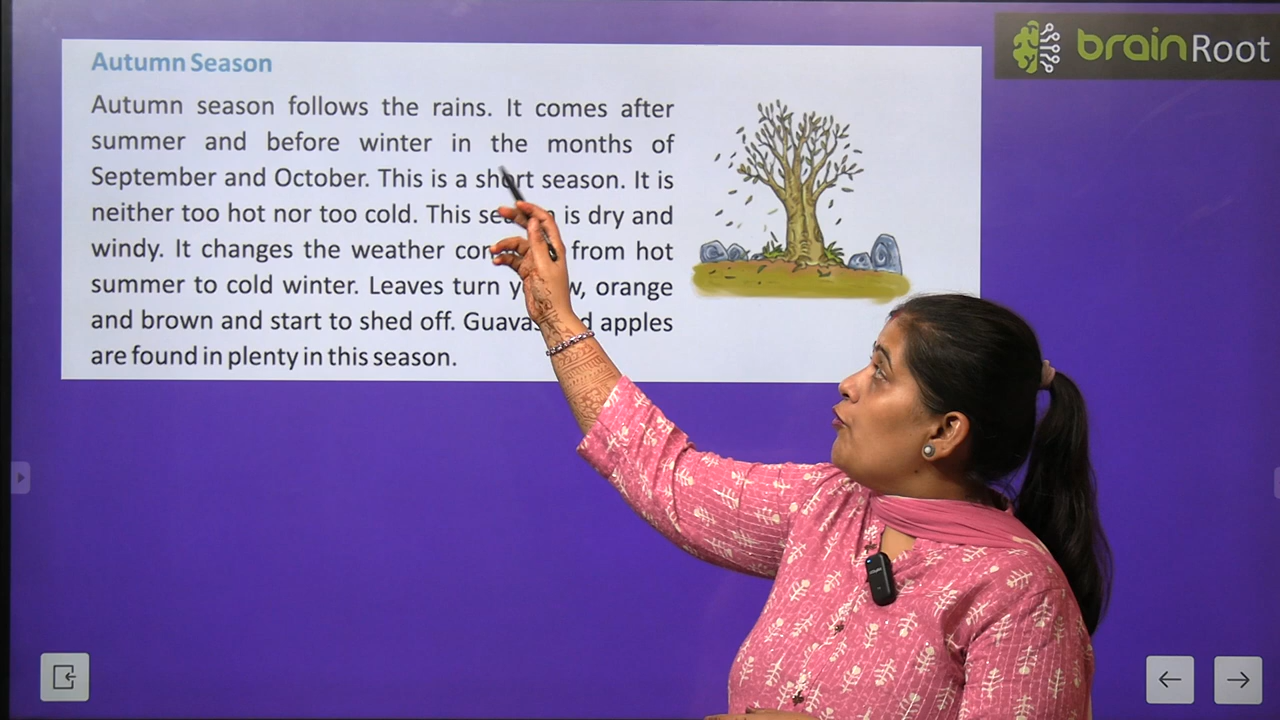 Autumn Season
Autumn season follows the rains. It comes after
summer and before winter in the months of
September and October. This is a short season. It is
neither too hot nor too cold. This is dry and
windy. It changes the weather from hot
summer to cold winter. Leaves turn orange
and brown and start to shed off. apples
are found in plenty in this season.
brainRoot